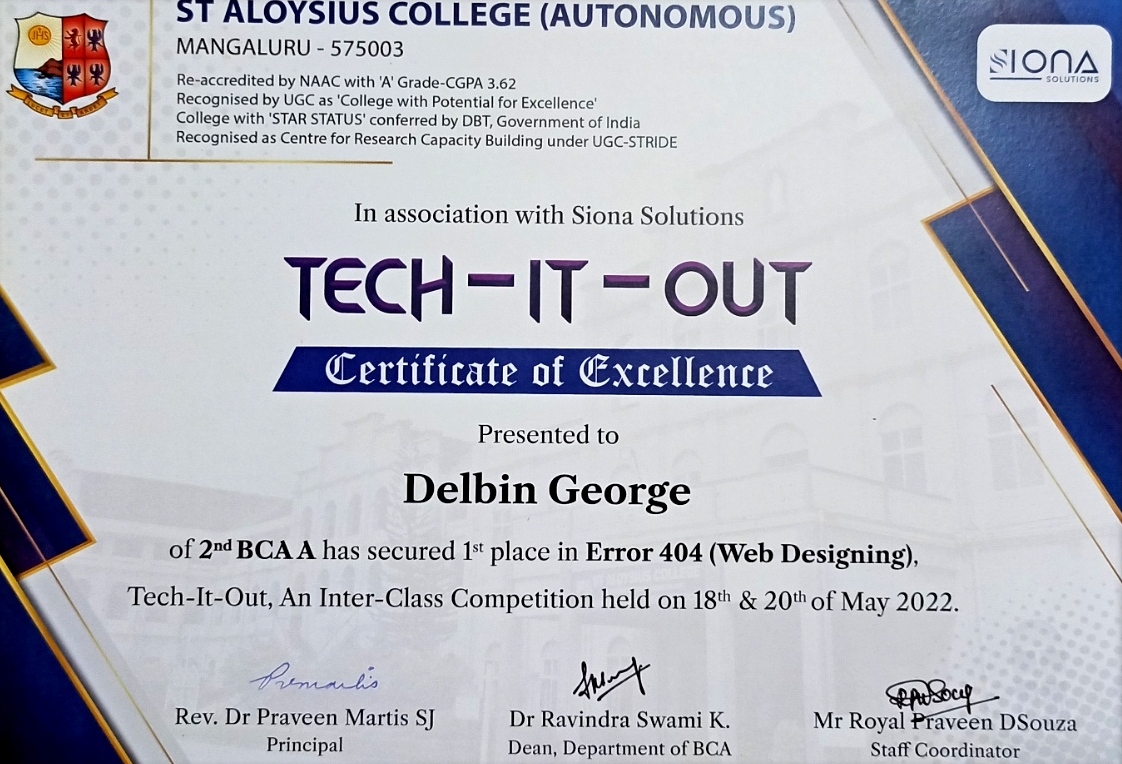 ST ALOYSIUS COLLEGE (AUTONOMOUS)
MANGALURU - 575003
Re-accredited by NAAC with 'A' Grade-CGPA 3.62
Recognised by UGC as 'College with Potential for Excellence'
College with 'STAR STATUS' conferred by DBT, Government of India
Recognised as Centre for Research Capacity Building under UGC-STRIDE
SIONA
SOLUTIONS
In association with Siona Solutions
TECH-IT-OUT
Certificate of Excellence
Presented to
Delbin George
of 2nd BCA A has secured 1st place in Error 404 (Web Designing),
Tech-It-Out, An Inter-Class Competition held on 18th & 20th of May 2022.
Rev. Dr Praveen Martis SJ
Principal
Dr Ravindra Swami K.
Dean, Department of BCA
Mr Royal Praveen DSouza
Staff Coordinator